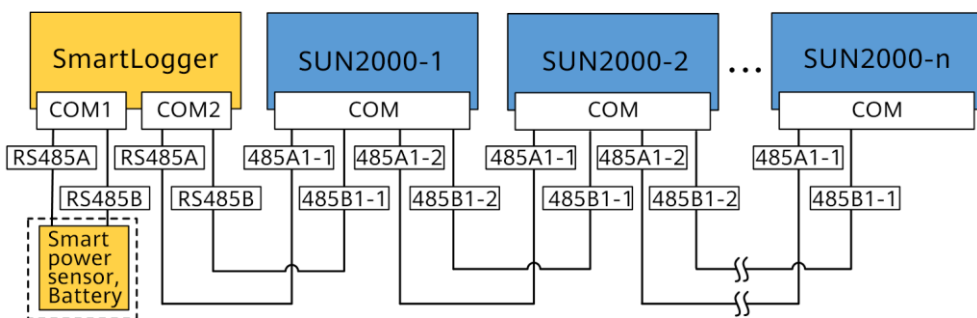 SmartLogger
SUN2000-1
SUN2000-2
...
SUN2000-n
COM1
COM2
COM
COM
COM
RS485A
RS485A
485A1-1
485A1-2
485A1-1
485A1-2
485A1-1
RS485B
RS485B
485B1-1
485B1-2
485B1-1
485B1-2
485B1-1
Smart
power
sensor,
Battery